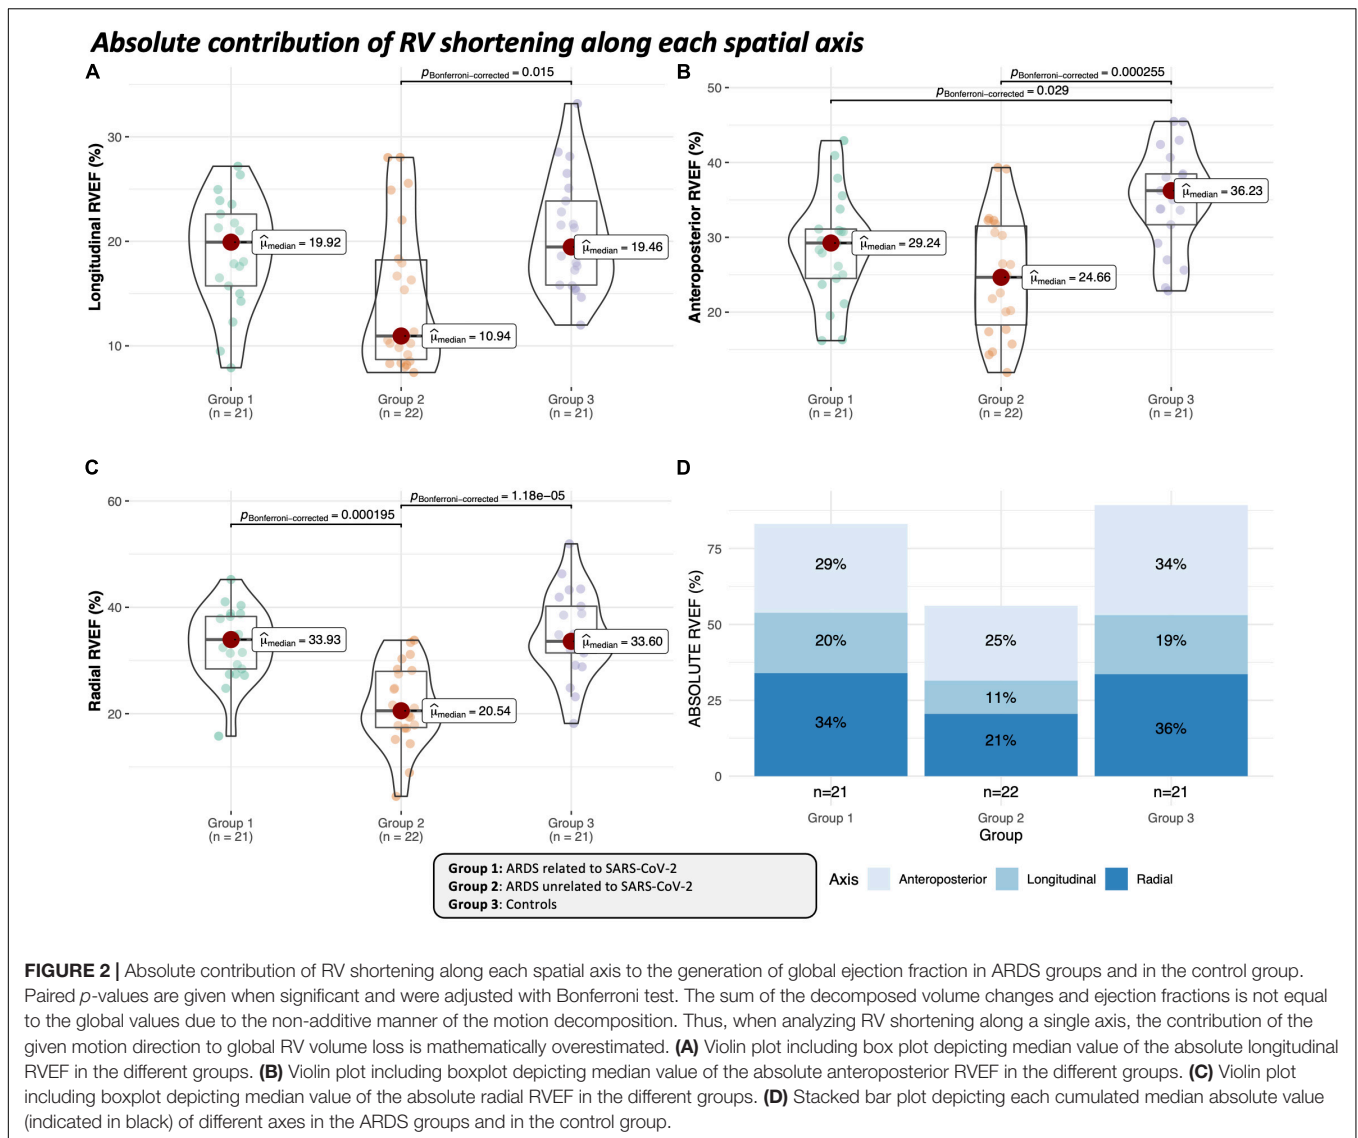 Absolute contribution of RV shortening along each spatial axis
A
pBonferroni−corrected = 0.015
Longitudinal RVEF (%)
30
20
10
μ̂median = 19.92
μ̂median = 10.94
μ̂median = 19.46
Group 1
(n = 21)
Group 2
(n = 22)
Group 3
(n = 21)
B
pBonferroni−corrected = 0.000255
pBonferroni−corrected = 0.029
Anteroposterior RVEF (%)
50
40
30
20
μ̂median = 29.24
μ̂median = 24.66
μ̂median = 36.23
Group 1
(n = 21)
Group 2
(n = 22)
Group 3
(n = 21)
C
pBonferroni−corrected = 1.18e−05
pBonferroni−corrected = 0.000195
Radial RVEF (%)
60
40
20
μ̂median = 33.93
μ̂median = 20.54
μ̂median = 33.60
Group 1
(n = 21)
Group 2
(n = 22)
Group 3
(n = 21)
D
ABSOLUTE RVEF (%)
75
50
25
0
29%
20%
34%
25%
11%
21%
34%
19%
36%
n=21
n=22
n=21
Group 1
Group 2
Group 3
Group
Axis
Anteroposterior
Longitudinal
Radial
Group 1: ARDS related to SARS-CoV-2
Group 2: ARDS unrelated to SARS-CoV-2
Group 3: Controls
FIGURE 2 | Absolute contribution of RV shortening along each spatial axis to the generation of global ejection fraction in ARDS groups and in the control group.
Paired p-values are given when significant and were adjusted with Bonferroni test. The sum of the decomposed volume changes and ejection fractions is not equal
to the global values due to the non-additive manner of the motion decomposition. Thus, when analyzing RV shortening along a single axis, the contribution of the
given motion direction to global RV volume loss is mathematically overestimated. (A) Violin plot including box plot depicting median value of the absolute longitudinal
RVEF in the different groups. (B) Violin plot including boxplot depicting median value of the absolute anteroposterior RVEF in the different groups. (C) Violin plot
including boxplot depicting median value of the absolute radial RVEF in the different groups. (D) Stacked bar plot depicting each cumulated median absolute value
(indicated in black) of different axes in the ARDS groups and in the control group.